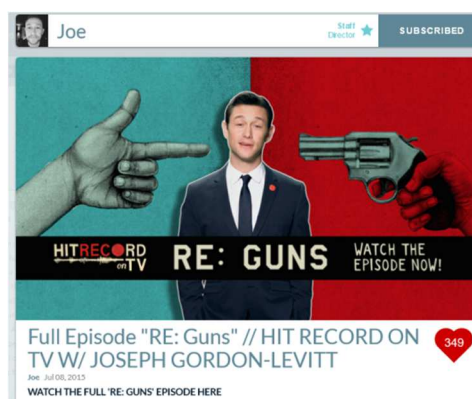 Joe
Staff
Director
SUBSCRIBED
HITRECORD
on TV
RE: GUNS
WATCH THE
EPISODE NOW!
Full Episode "RE: Guns" // HIT RECORD ON
TV W/ JOSEPH GORDON-LEVITT
349
Joe Jul 08, 2015
WATCH THE FULL 'RE: GUNS' EPISODE HERE